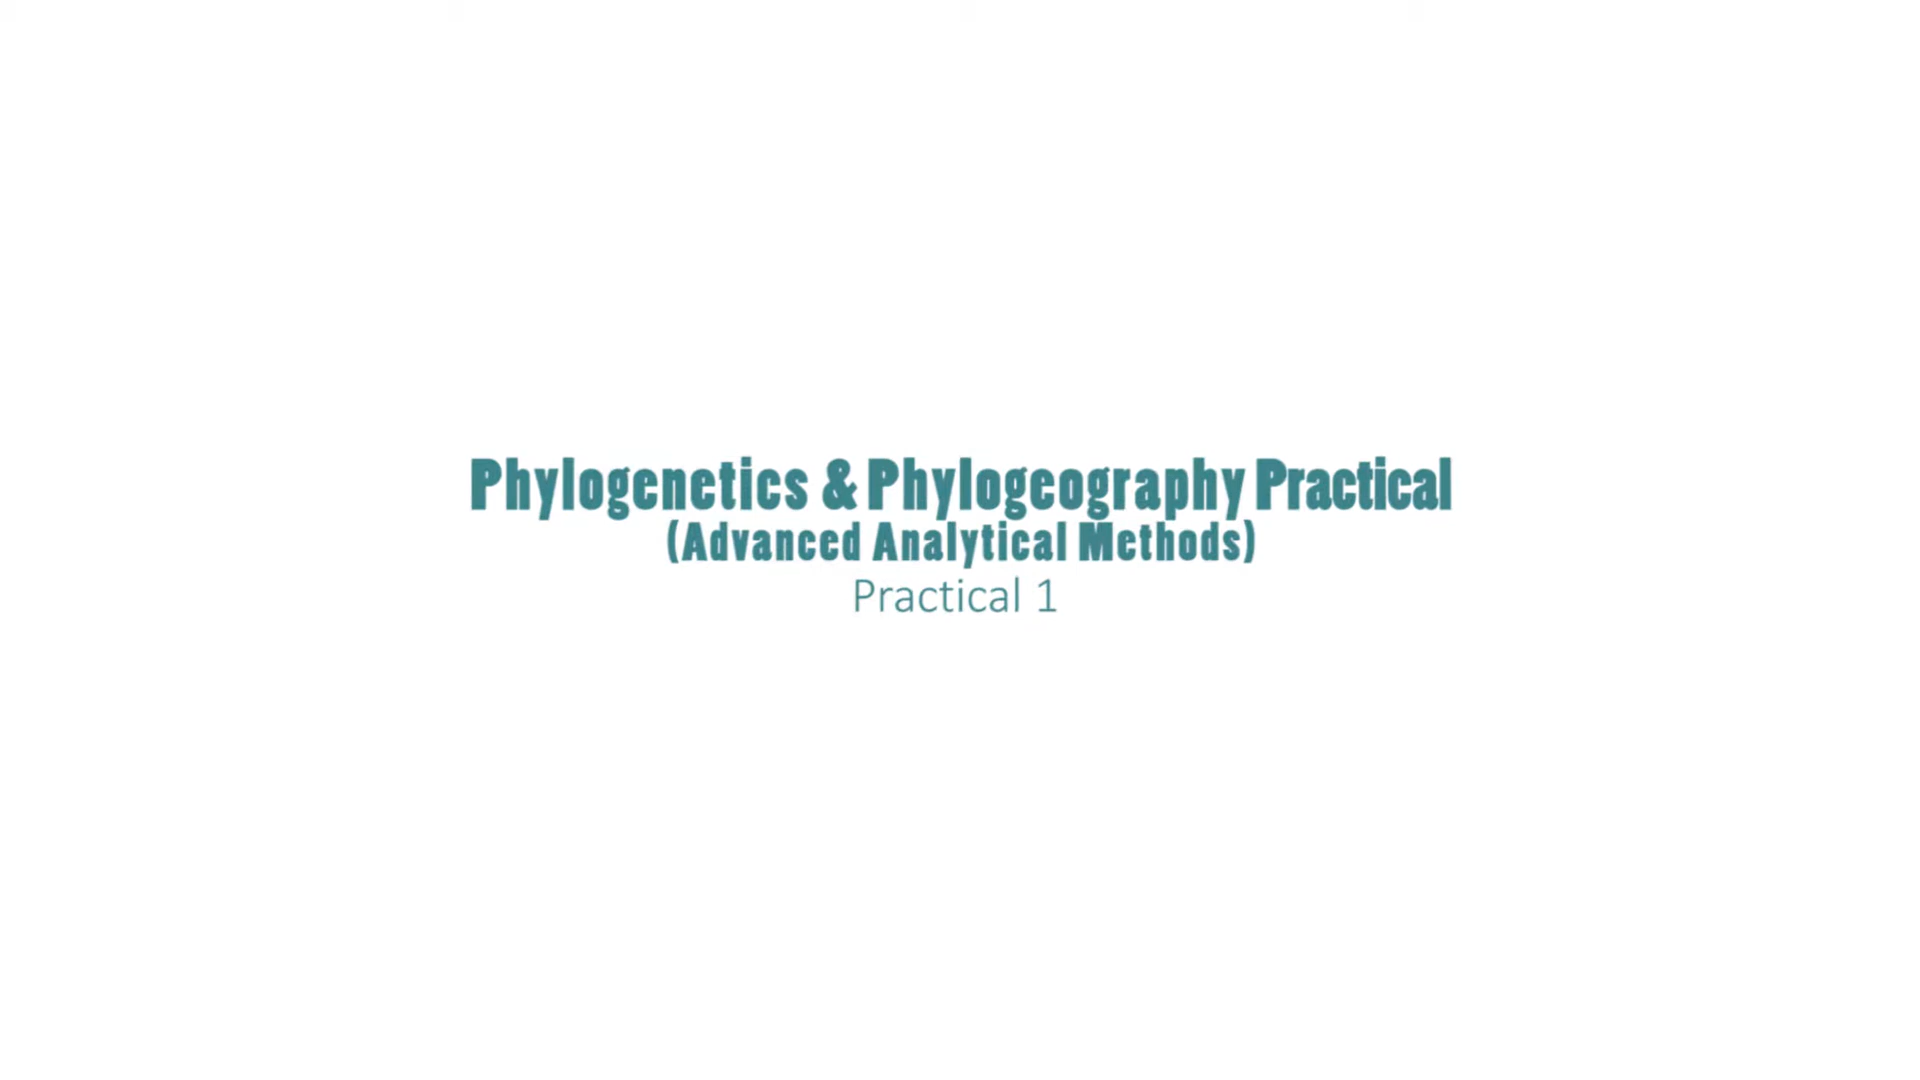 Phylogenetics & Phylogeography Practical
(Advanced Analytical Methods)
Practical 1